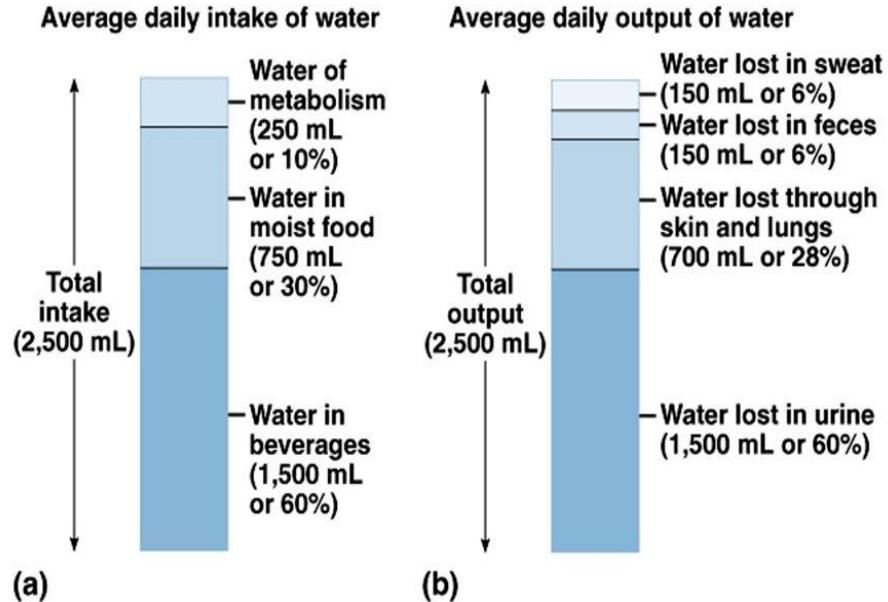 Average daily intake of water
Water of
metabolism
(250 mL
or 10%)
Water in
moist food
(750 mL
or 30%)
Total
intake
(2,500 mL)
Water in
beverages
(1,500 mL
or 60%)
(a)
Average daily output of water
Water lost in sweat
(150 mL or 6%)
Water lost in feces
(150 mL or 6%)
Water lost through
skin and lungs
(700 mL or 28%)
Total
output
(2,500 mL)
Water lost in urine
(1,500 mL or 60%)
(b)